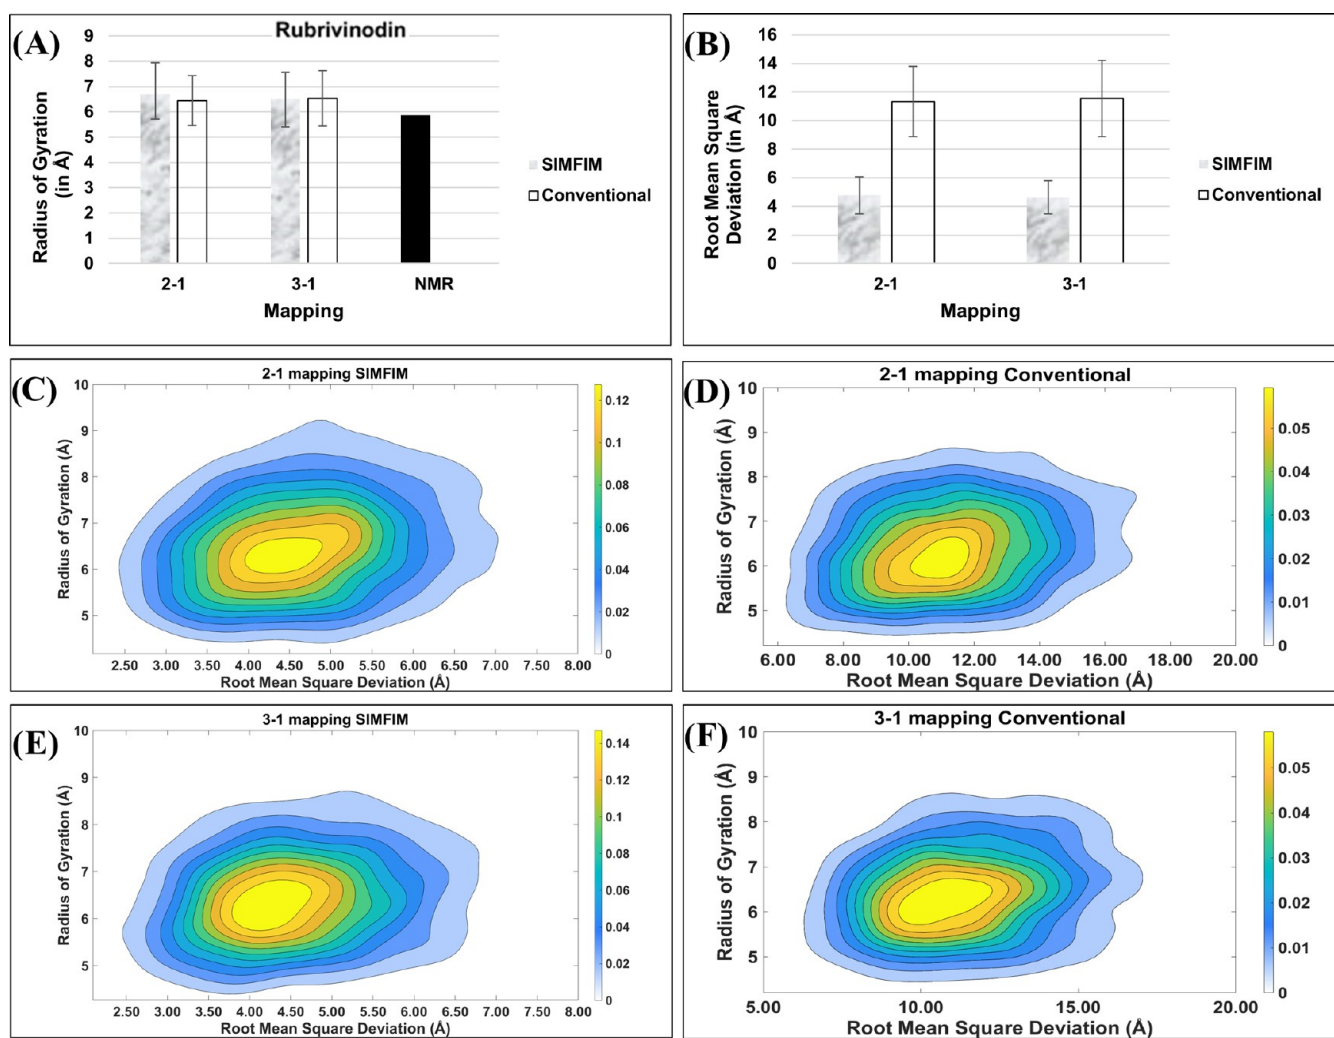 (A)
Rubrivinodin
Radius of Gyration
(in Å)
9
8
7
6
5
4
3
2
1
0
2-1
3-1
NMR
Mapping
SIMFIM
Conventional
(B)
Root Mean Square
Deviation (in Å)
16
14
12
10
8
6
4
2
0
2-1
3-1
Mapping
SIMFIM
Conventional
(C)
2-1 mapping SIMFIM
Radius of Gyration (Å)
10
9
8
7
6
5
2.50 3.00 3.50 4.00 4.50 5.00 5.50 6.00 6.50 7.00 7.50 8.00
Root Mean Square Deviation (Å)
0.12
0.1
0.08
0.06
0.04
0.02
0
(D)
2-1 mapping Conventional
Radius of Gyration (Å)
10
9
8
7
6
5
6.00 8.00 10.00 12.00 14.00 16.00 18.00 20.00
Root Mean Square Deviation (Å)
0.05
0.04
0.03
0.02
0.01
0
(E)
3-1 mapping SIMFIM
Radius of Gyration (Å)
10
9
8
7
6
5
2.50 3.00 3.50 4.00 4.50 5.00 5.50 6.00 6.50 7.00 7.50 8.00
Root Mean Square Deviation (Å)
0.14
0.12
0.1
0.08
0.06
0.04
0.02
0
(F)
3-1 mapping Conventional
Radius of Gyration (Å)
10
9
8
7
6
5
5.00 10.00 15.00 20.00
Root Mean Square Deviation (Å)
0.05
0.04
0.03
0.02
0.01
0